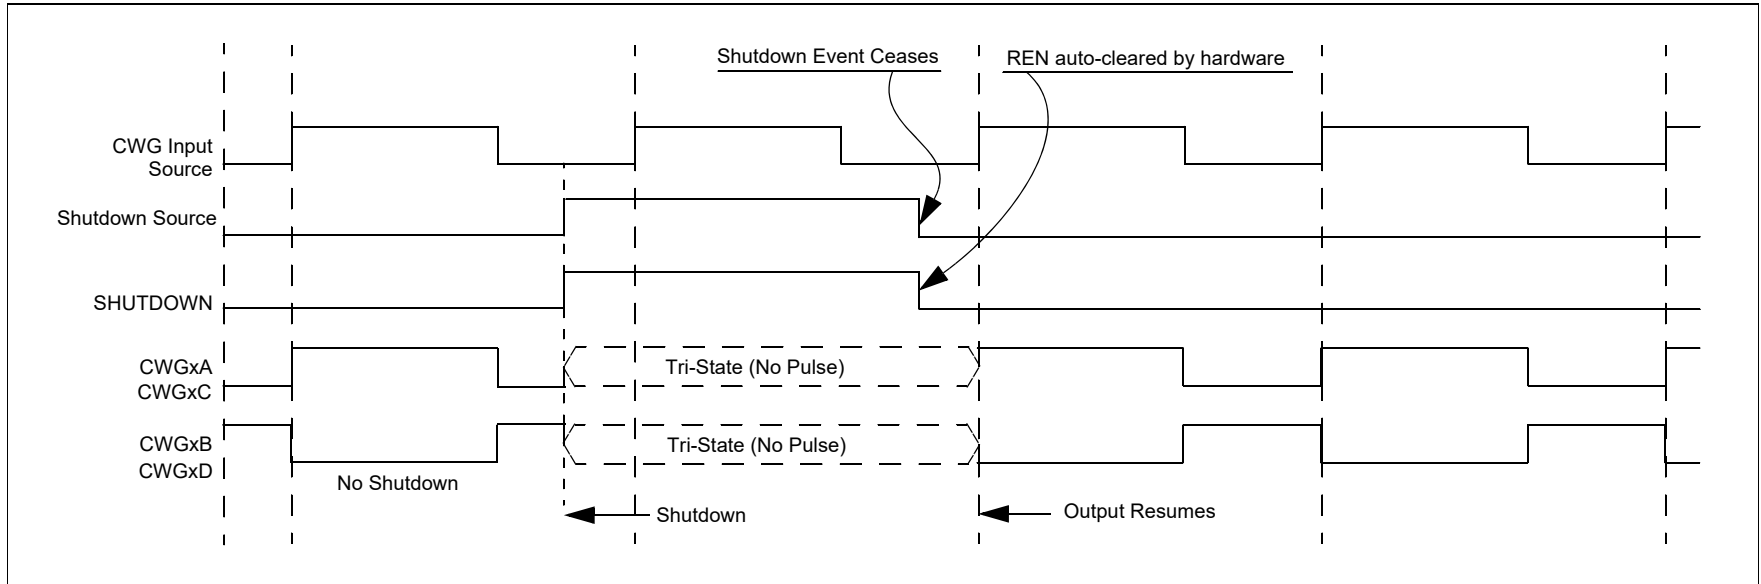 Shutdown Event Ceases
REN auto-cleared by hardware
CWG Input
Source
Shutdown Source
SHUTDOWN
CWGxA
CWGxC
Tri-State (No Pulse)
CWGxB
CWGxD
Tri-State (No Pulse)
No Shutdown
Shutdown
Output Resumes